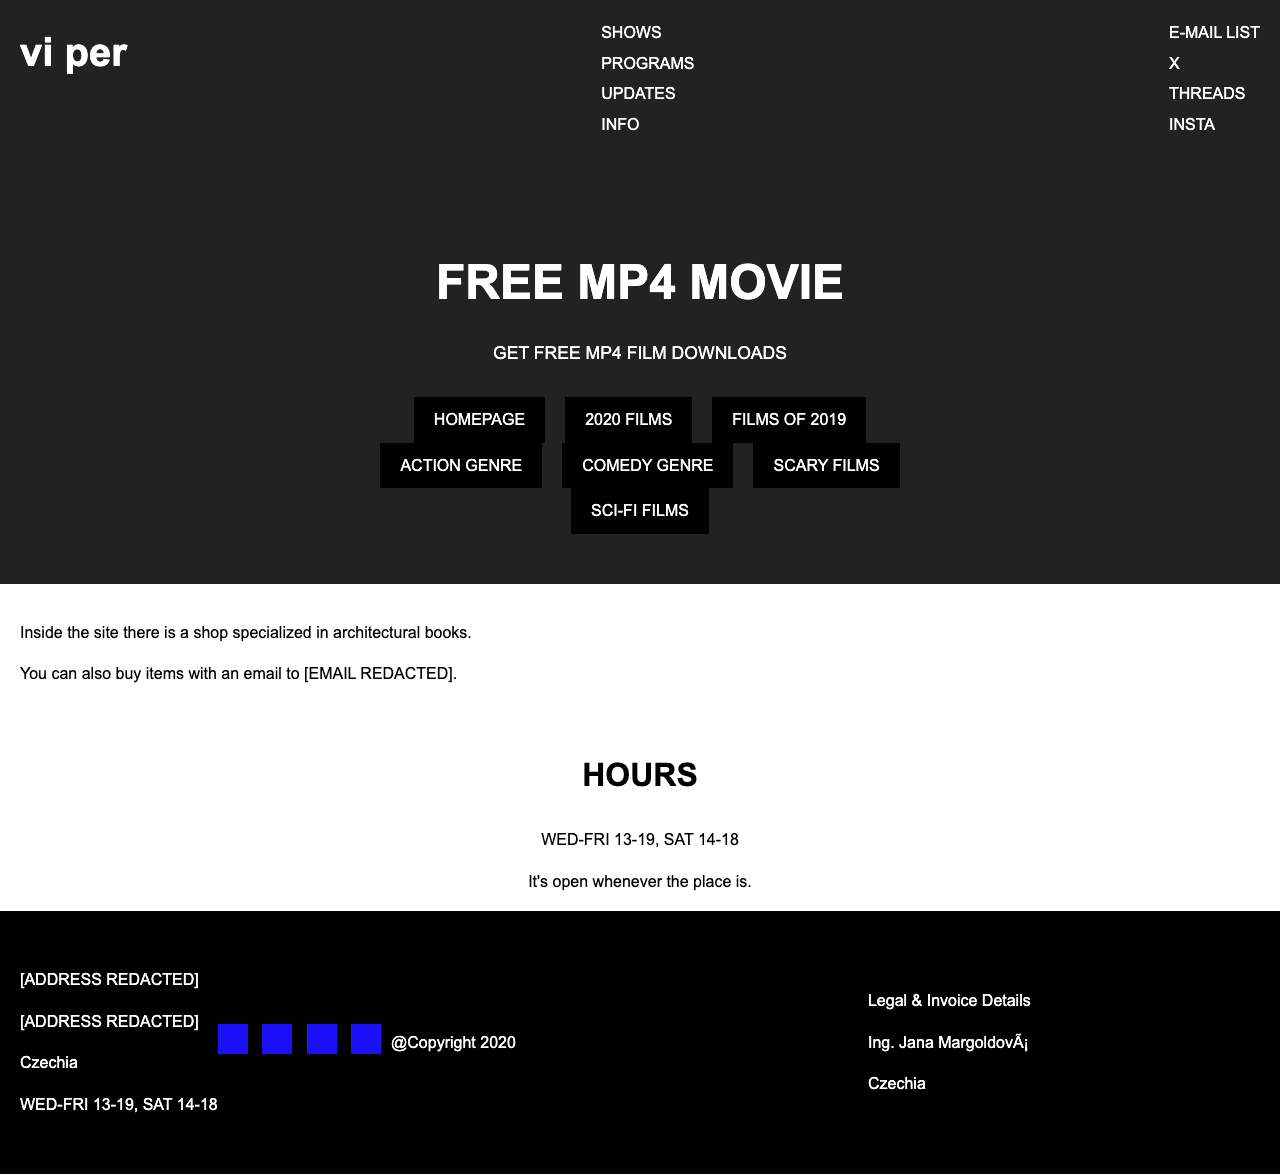 vi per
SHOWS
PROGRAMS
UPDATES
INFO
E-MAIL LIST
X
THREADS
INSTA
FREE MP4 MOVIE
GET FREE MP4 FILM DOWNLOADS
HOMEPAGE 2020 FILMS FILMS OF 2019
ACTION GENRE COMEDY GENRE SCARY FILMS
SCI-FI FILMS
Inside the site there is a shop specialized in architectural books.
You can also buy items with an email to [EMAIL REDACTED].
HOURS
WED-FRI 13-19, SAT 14-18
It's open whenever the place is.
[ADDRESS REDACTED]
[ADDRESS REDACTED]
Czechia
WED-FRI 13-19, SAT 14-18
@Copyright 2020
Legal & Invoice Details
Ing. Jana MargoldovÃ¡
Czechia